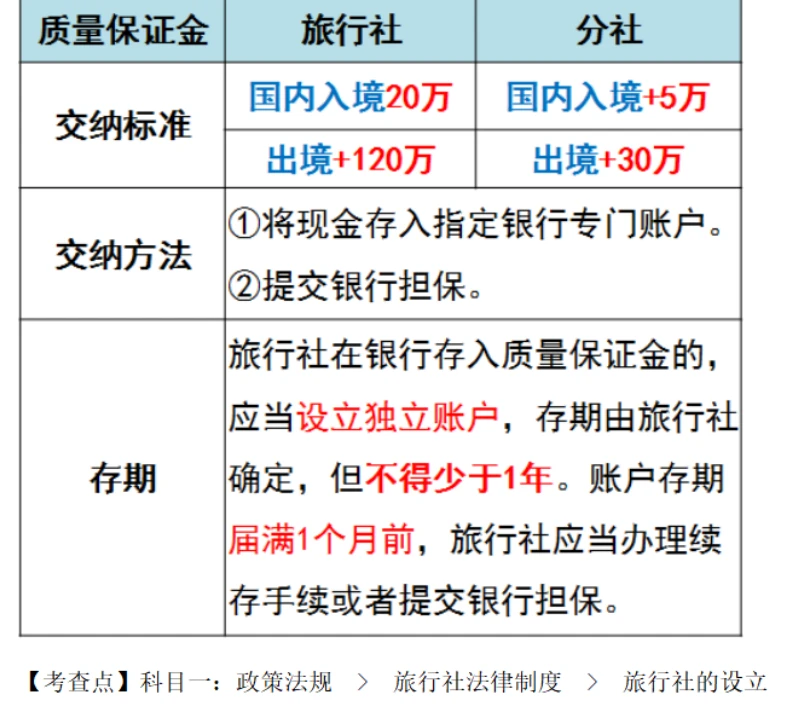 质量保证金 旅行社 分社
交纳标准 国内入境20万 国内入境+5万
出境+120万 出境+30万
交纳方法 ①将现金存入指定银行专门账户。
②提交银行担保。
旅行社在银行存入质量保证金的，
应当设立独立账户，存期由旅行社
存期 确定，但不得少于1年。账户存期
届满1个月前，旅行社应当办理续
存手续或者提交银行担保。
【考查点】科目一：政策法规 > 旅行社法律制度 > 旅行社的设立